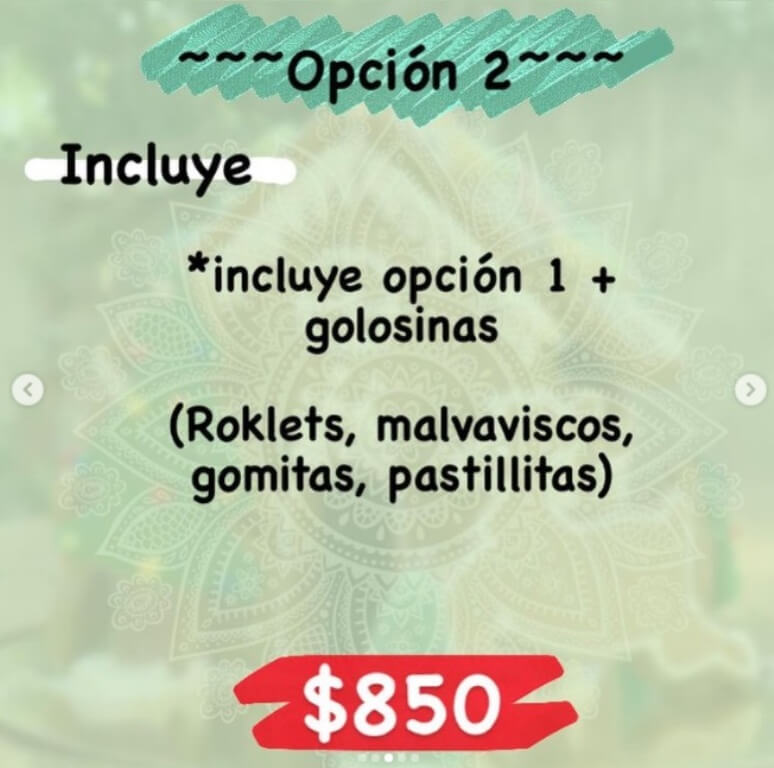 ~~~Opción 2~~~
Incluye
*incluye opción 1 +
golosinas
(Roklets, malvaviscos,
gomitas, pastillitas)
$850